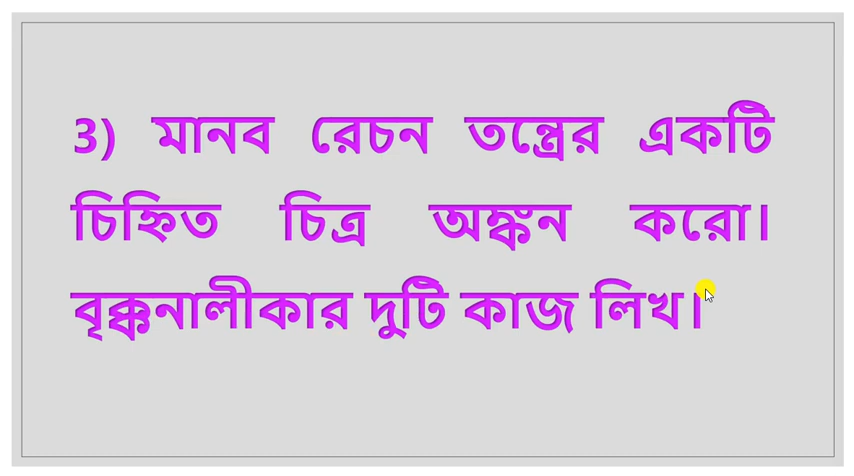 3) মানব রেচন তন্ত্রের একটি
চিহ্নিত চিত্র অঙ্কন করো।
বৃক্কনালীকার দুটি কাজ লিখ।